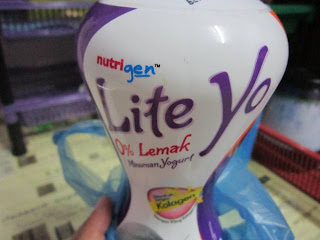 nutrigen™
Lite Yo
0% Lemak
Minuman Yogurt
Kolagen